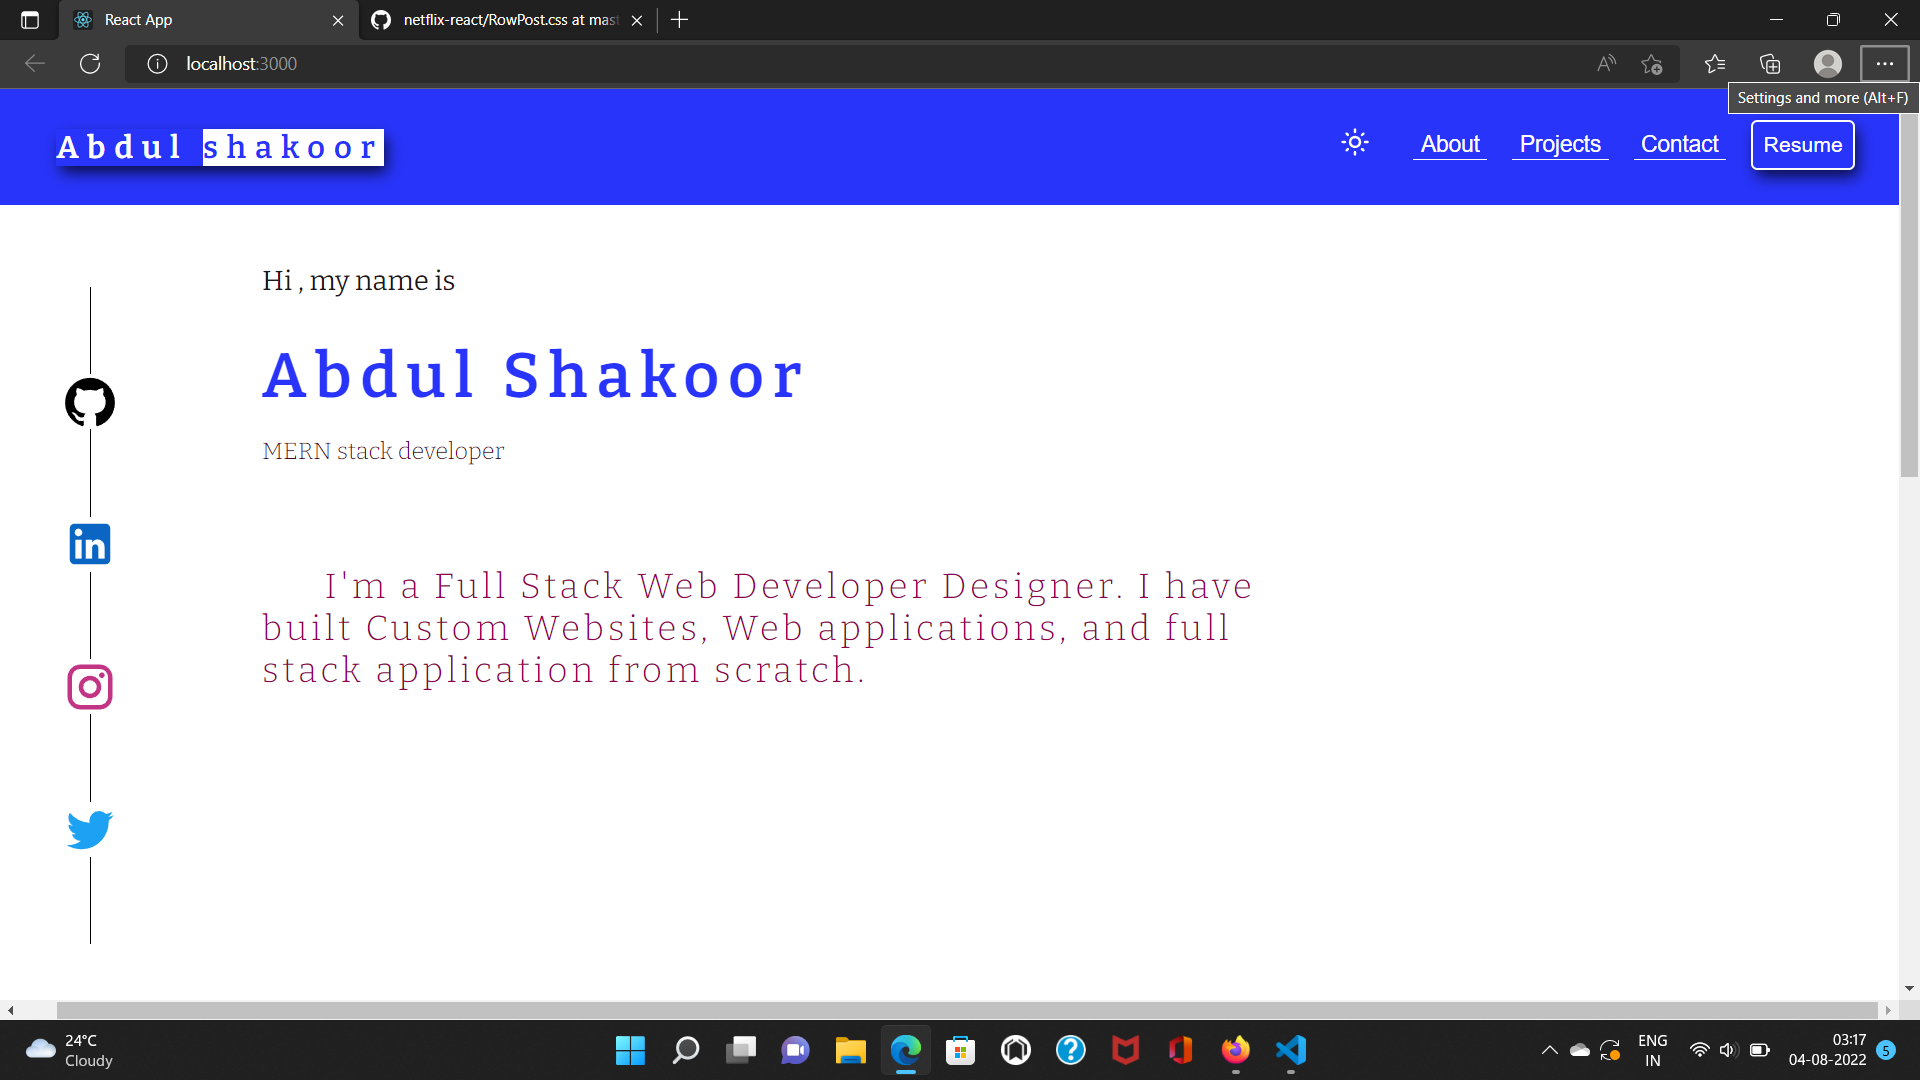 React App
netflix-react/RowPost.css at mast
localhost:3000
Settings and more (Alt+F)
Abdul shakoor
About
Projects
Contact
Resume
Hi , my name is
Abdul Shakoor
MERN stack developer
I'm a Full Stack Web Developer Designer. I have
built Custom Websites, Web applications, and full
stack application from scratch.
24°C
Cloudy
ENG
IN
03:17
04-08-2022
5